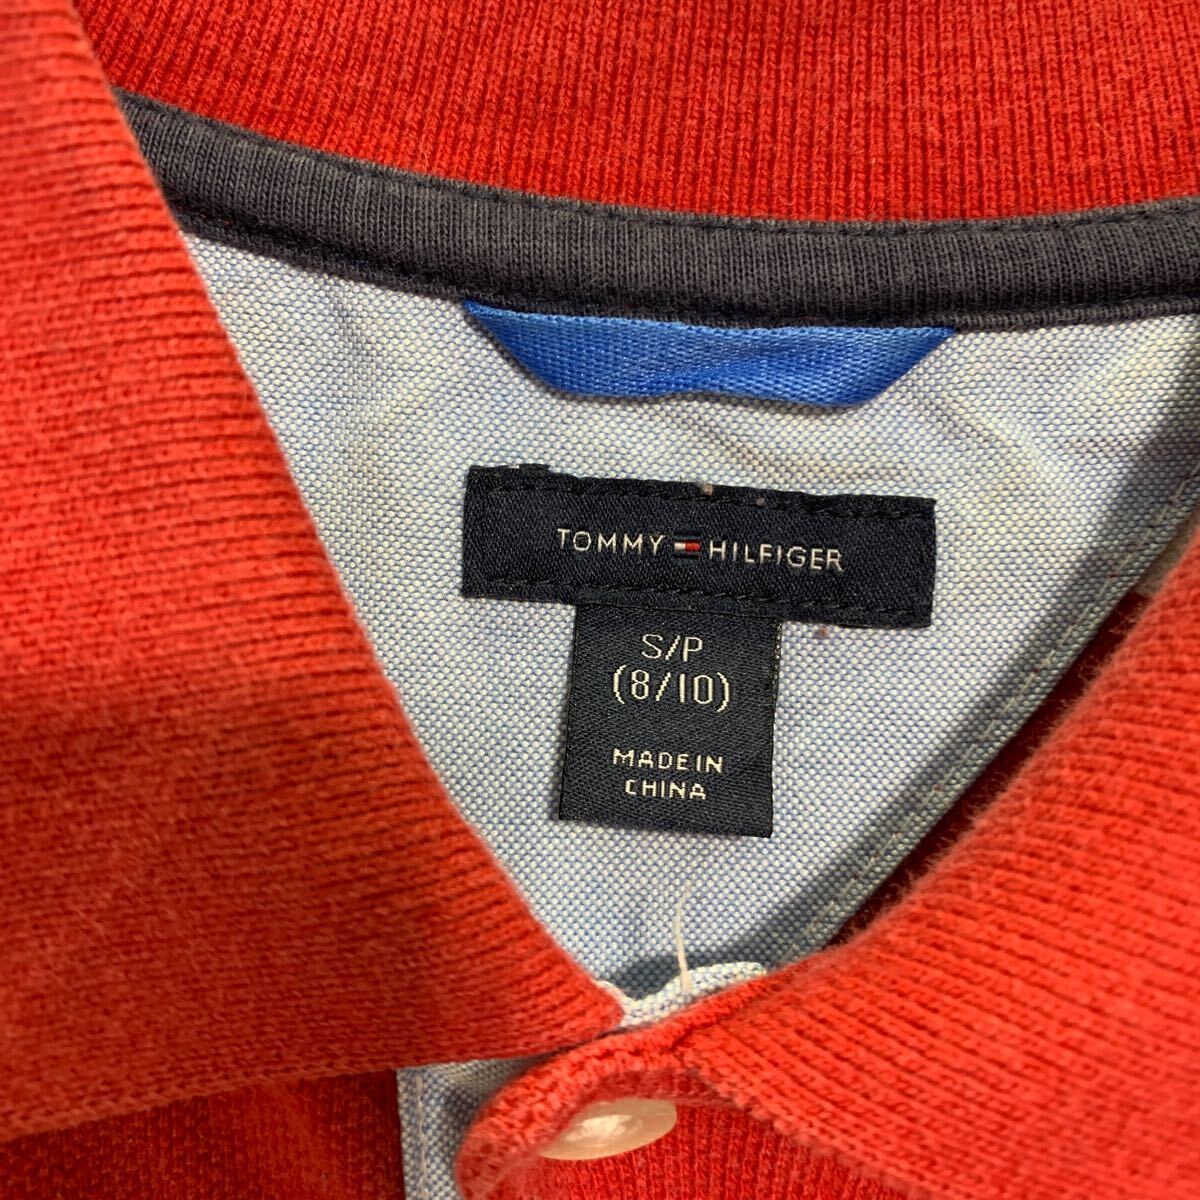 TOMMY HILFIGER
S/P
(8/10)
MADE IN
CHINA